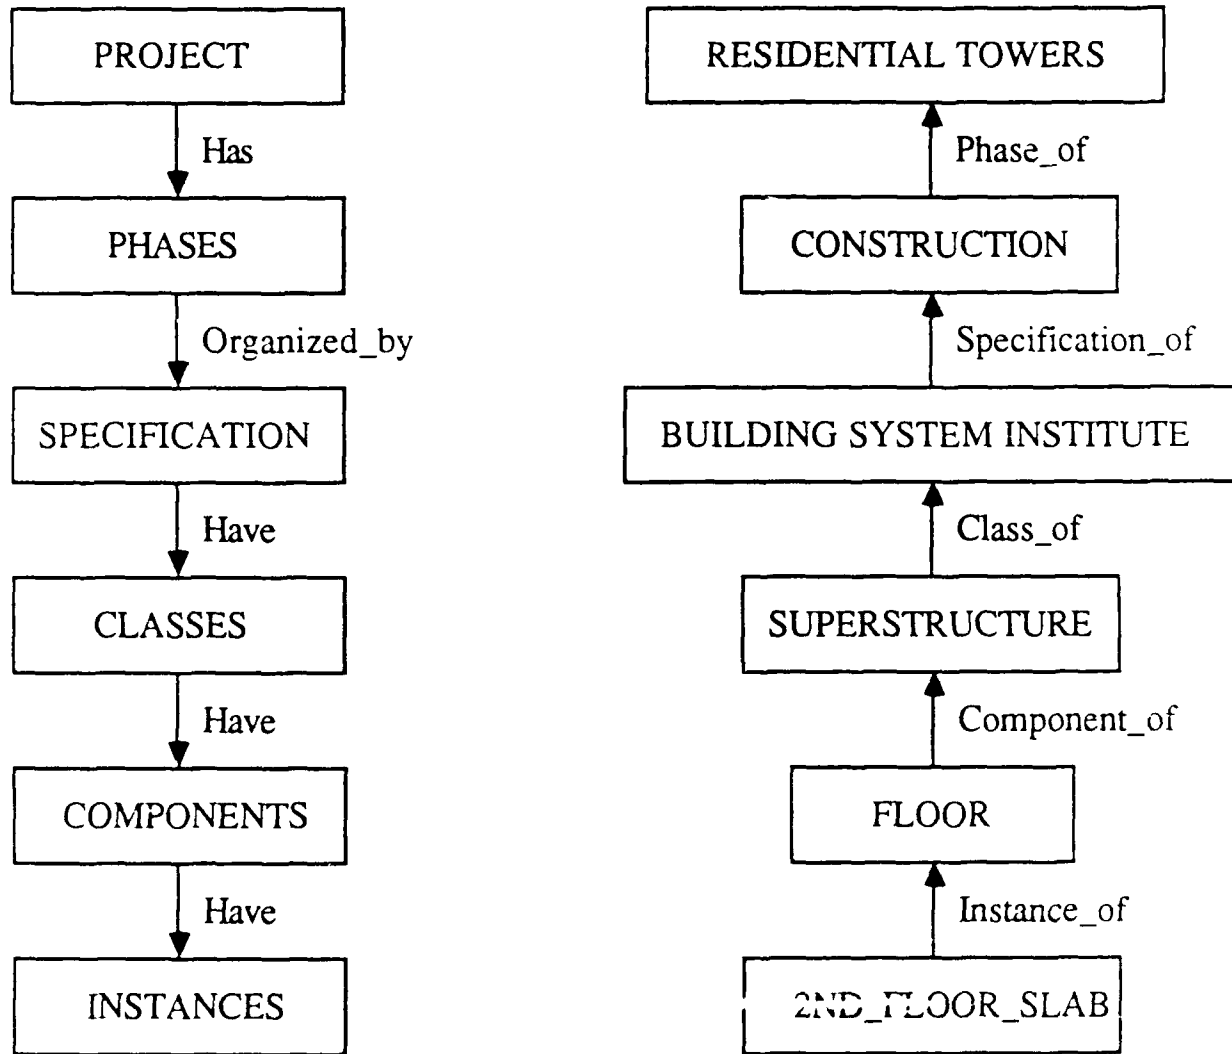 PROJECT
Has
PHASES
Organized_by
SPECIFICATION
Have
CLASSES
Have
COMPONENTS
Have
INSTANCES
RESIDENTIAL TOWERS
Phase_of
CONSTRUCTION
Specification_of
BUILDING SYSTEM INSTITUTE
Class_of
SUPERSTRUCTURE
Component_of
FLOOR
Instance_of
2ND_FLOOR_SLAB